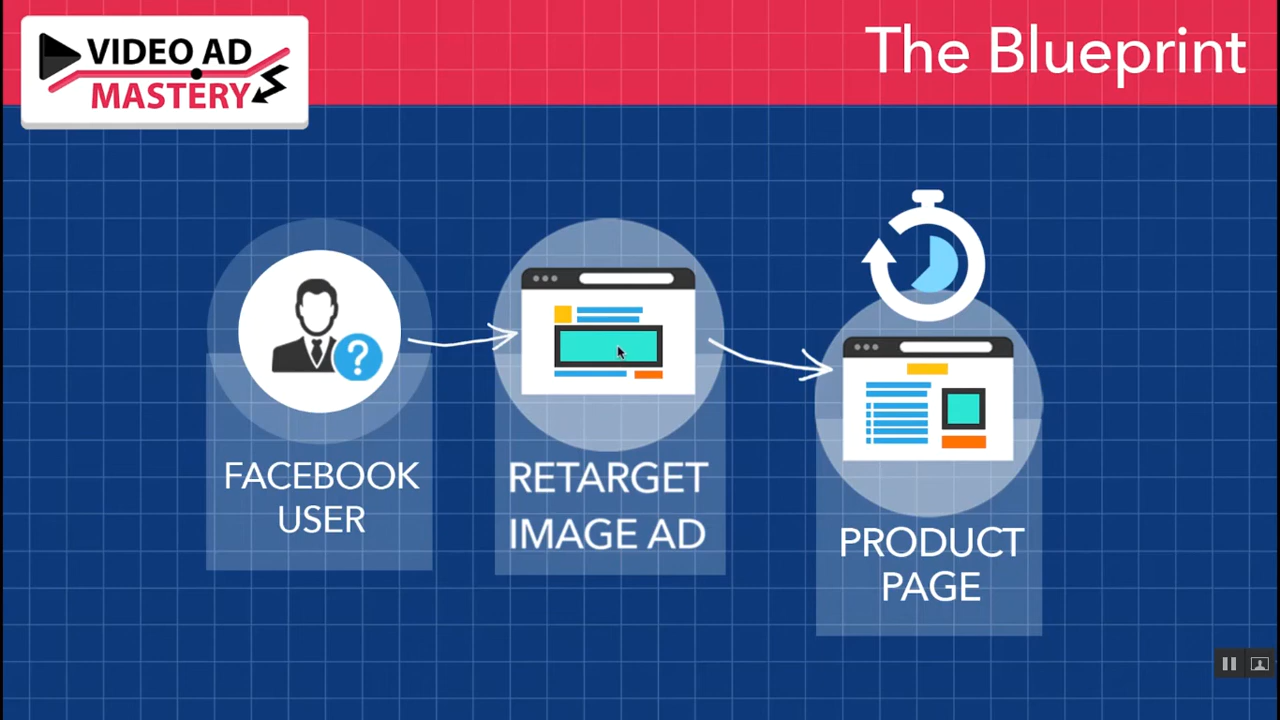 VIDEO AD
MASTERY
The Blueprint
?
FACEBOOK
USER
RETARGET
IMAGE AD
PRODUCT
PAGE